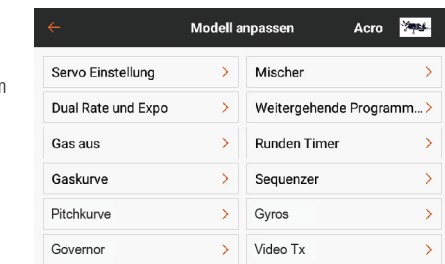 Modell anpassen Acro
Servo Einstellung
Mischer
Dual Rate und Expo
Weitergehende Programm...
Gas aus
Runden Timer
Gaskurve
Sequenzer
Pitchkurve
Gyros
Governor
Video Tx